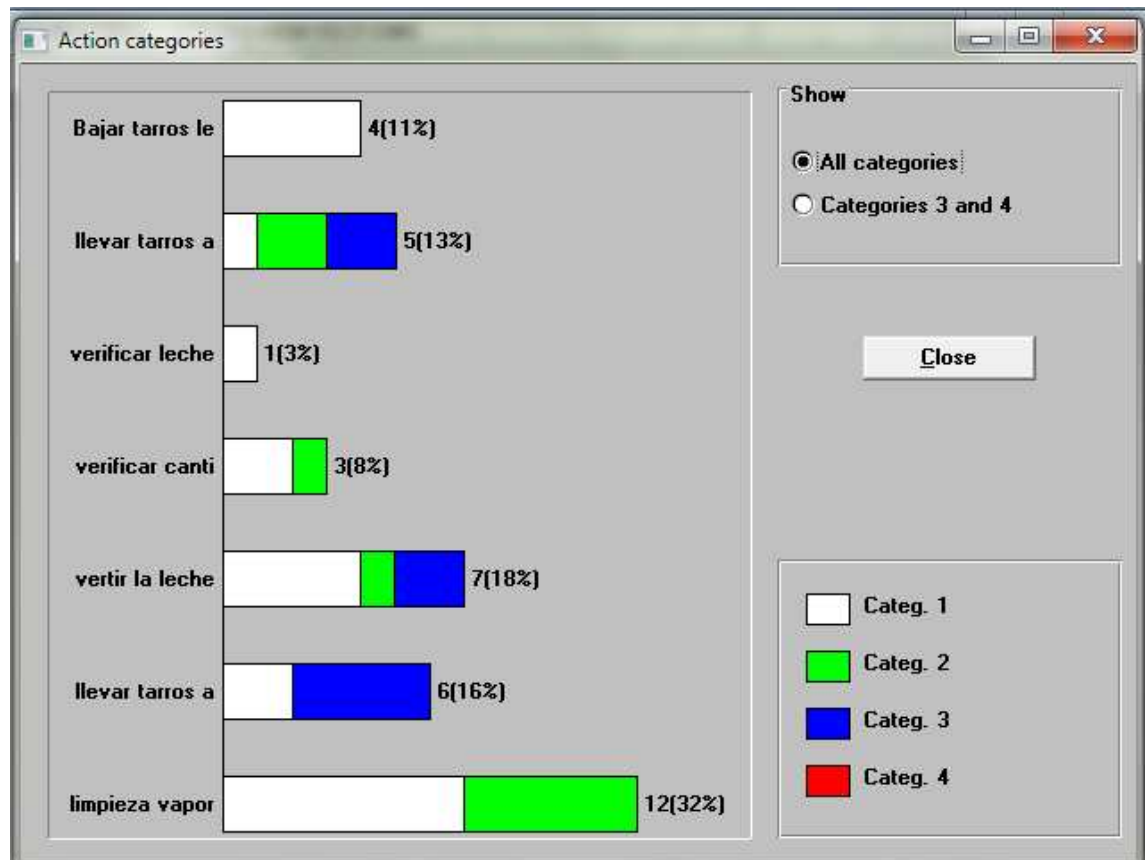 Action categories
Bajar tarros le
4(11%)
llevar tarros a
5(13%)
verificar leche
1(3%)
verificar canti
3(8%)
vertir la leche
7(18%)
llevar tarros a
6(16%)
limpieza vapor
12(32%)
Show
All categories
Categories 3 and 4
Close
Categ. 1
Categ. 2
Categ. 3
Categ. 4